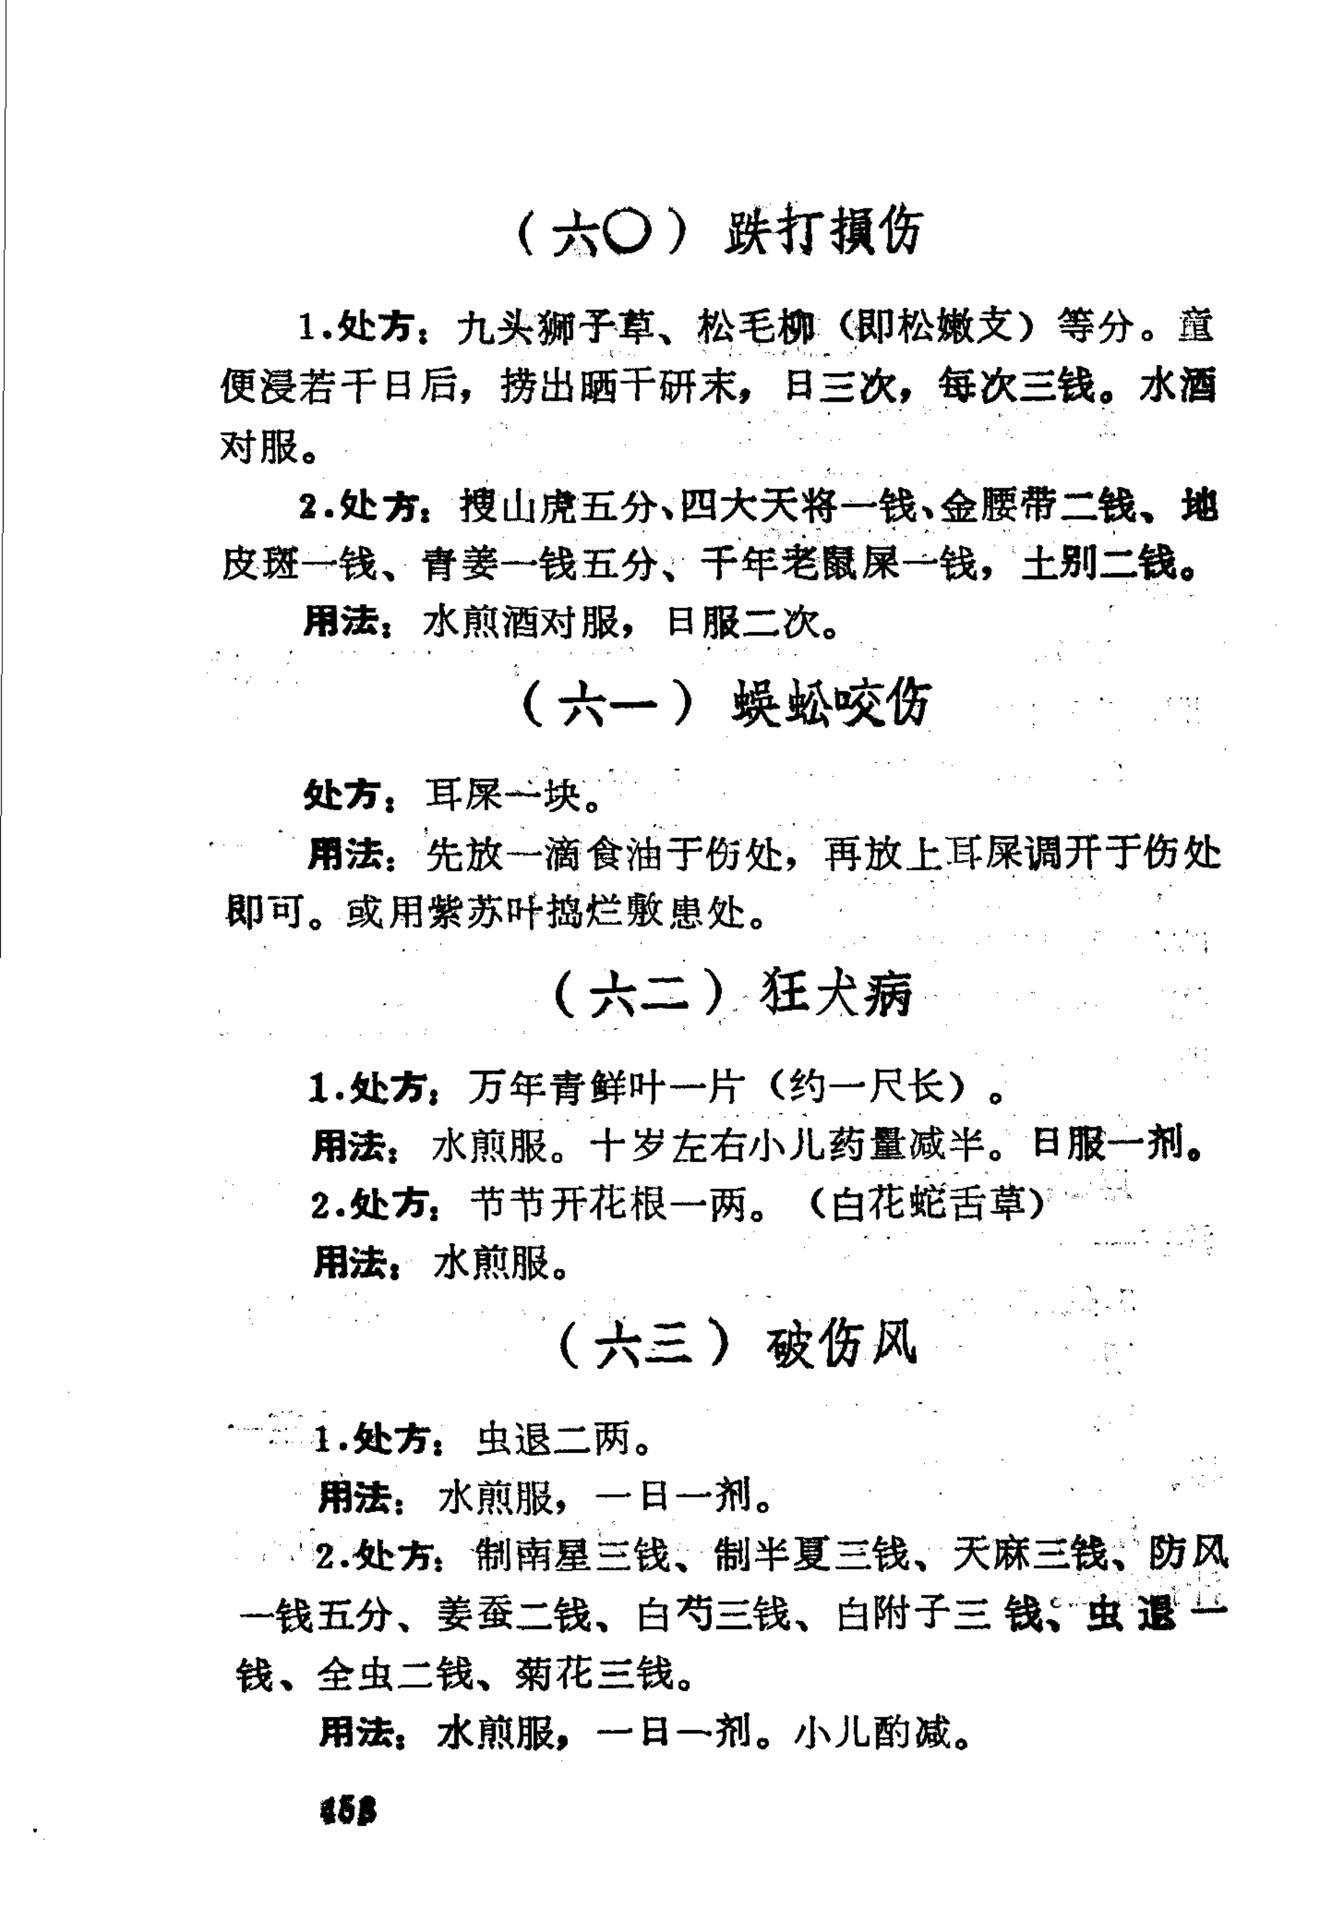 （六〇）跌打損伤
1.处方：九头狮子草、松毛柳（即松嫩支）等分。童
便浸若干日后，捞出晒干研末，日三次，每次三钱。水酒
对服。
2.处方：搜山虎五分、四大天将一钱、金腰带二钱、地
皮斑一钱、青姜一钱五分、千年老鼠屎一钱，土别二钱。
用法：水煎酒对服，日服二次。
（六一）蜈蚣咬伤
处方：耳屎一块。
用法：先放一滴食油于伤处，再放上耳屎调开于伤处
即可。或用紫苏叶捣烂敷患处。
（六二）狂犬病
1.处方：万年青鲜叶一片（约一尺长）。
用法：水煎服。十岁左右小儿药量减半。日服一剂。
2.处方：节节开花根一两。（白花蛇舌草）
用法：水煎服。
（六三）破伤风
1.处方：虫退二两。
用法：水煎服，一日一剂。
2.处方：制南星三钱、制半夏三钱、天麻三钱、防风
一钱五分、姜蚕二钱、白芍三钱、白附子三钱、虫退一
钱、全虫二钱、菊花三钱。
用法：水煎服，一日一剂。小儿酌减。